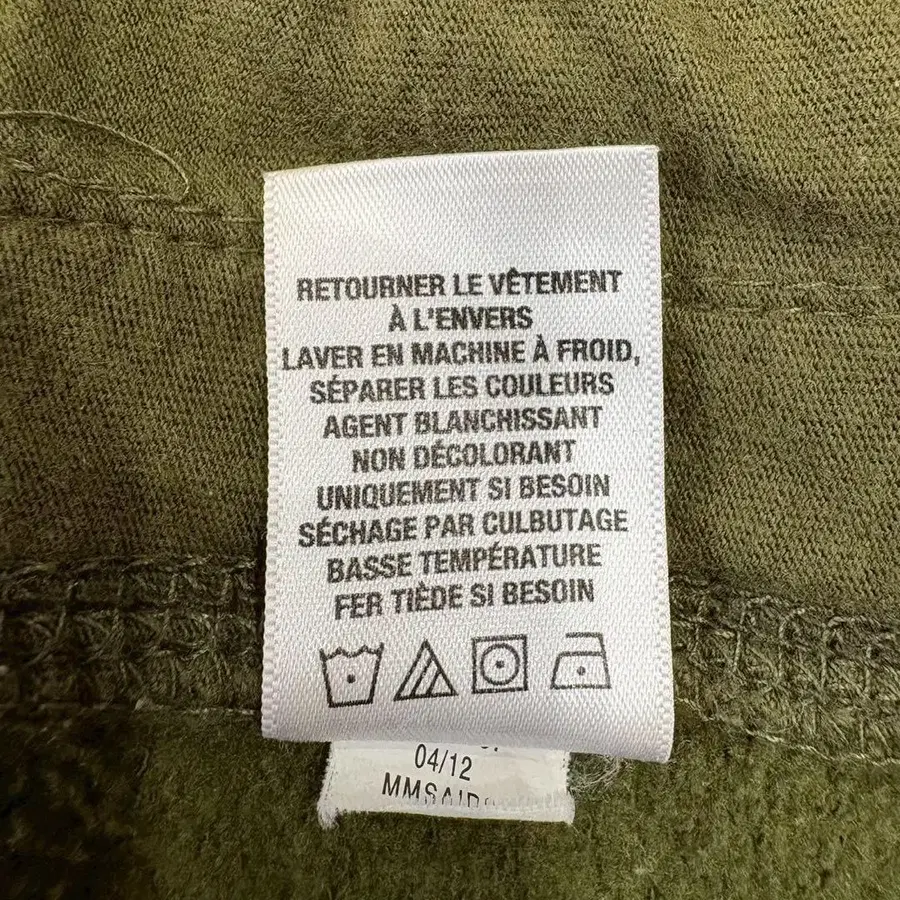 RETOURNER LE VÊTEMENT
À L'ENVERS
LAVER EN MACHINE À FROID,
SÉPARER LES COULEURS
AGENT BLANCHISSANT
NON DÉCOLORANT
UNIQUEMENT SI BESOIN
SÉCHAGE PAR CULBUTAGE
BASSE TEMPÉRATURE
FER TIÈDE SI BESOIN
04/12